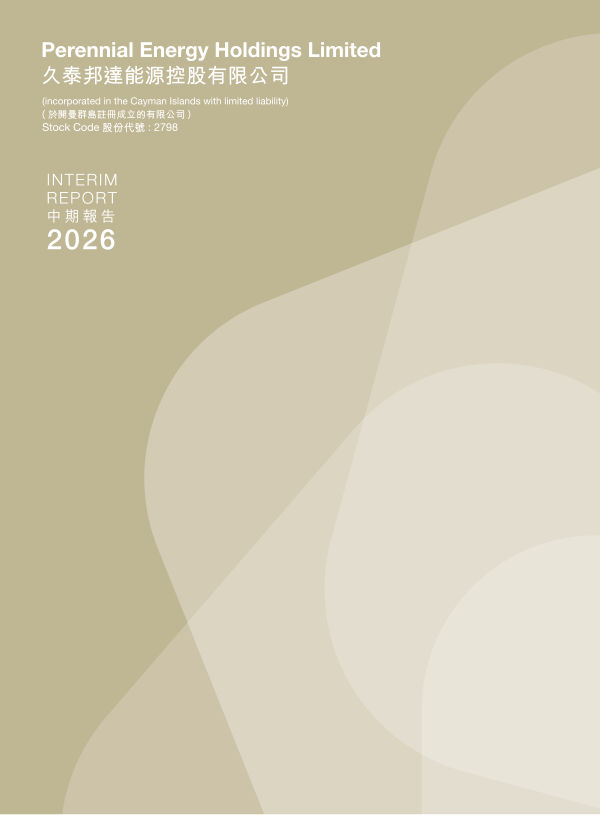 Perennial Energy Holdings Limited
久泰邦達能源控股有限公司
(incorporated in the Cayman Islands with limited liability)
(於開曼群島註冊成立的有限公司)
Stock Code 股份代號 : 2798
INTERIM
REPORT
中期報告
2026